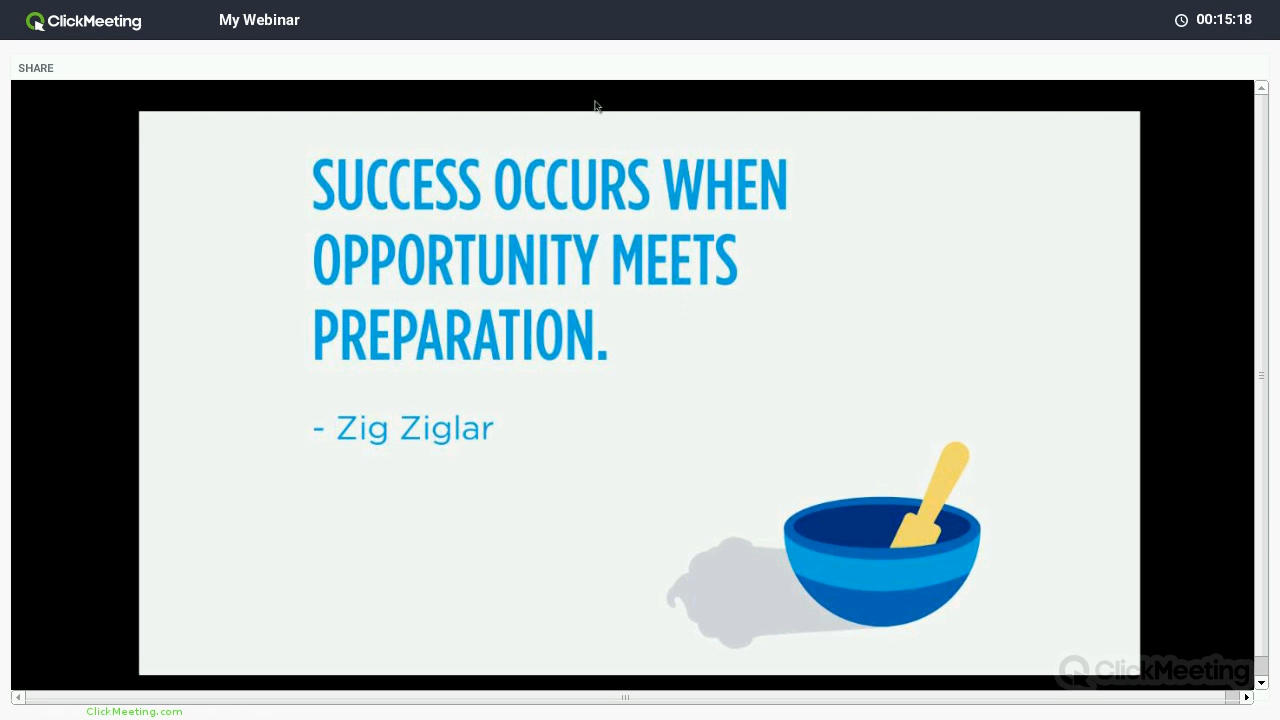 ClickMeeting
My Webinar
00:15:18
SHARE
SUCCESS OCCURS WHEN
OPPORTUNITY MEETS
PREPARATION.
- Zig Ziglar
ClickMeeting
ClickMeeting.com